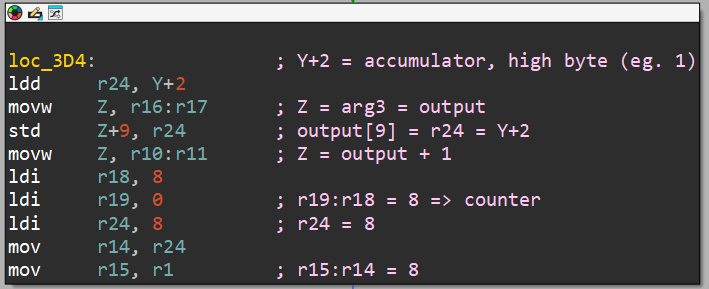 loc_3D4: ; Y+2 = accumulator, high byte (eg. 1)
ldd r24, Y+2
movw Z, r16:r17 ; Z = arg3 = output
std Z+9, r24 ; output[9] = r24 = Y+2
movw Z, r10:r11 ; Z = output + 1
ldi r18, 8
ldi r19, 0 ; r19:r18 = 8 => counter
ldi r24, 8 ; r24 = 8
mov r14, r24
mov r15, r1 ; r15:r14 = 8